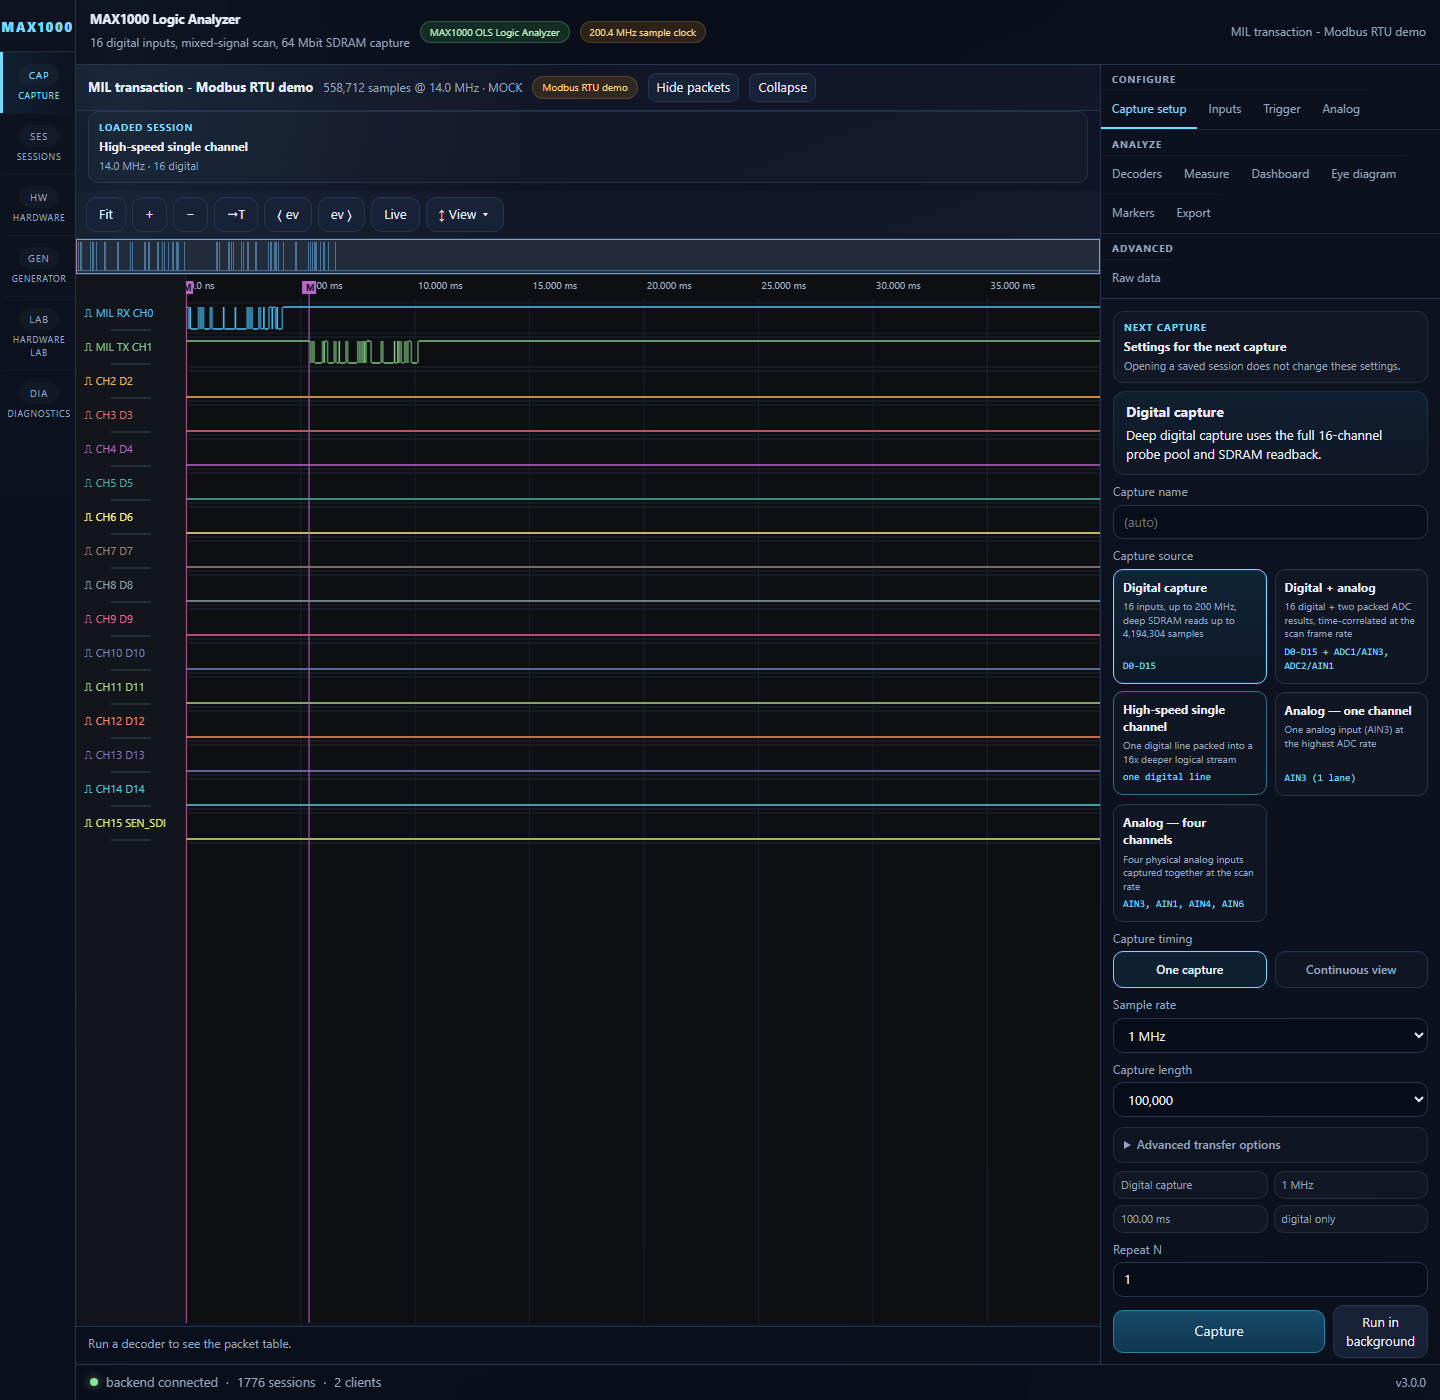 MAX1000
CAP
CAPTURE
SES
SESSIONS
HW
HARDWARE
GEN
GENERATOR
LAB
HARDWARE
LAB
DIA
DIAGNOSTICS
MAX1000 Logic Analyzer
16 digital inputs, mixed-signal scan, 64 Mbit SDRAM capture
MAX1000 OLS Logic Analyzer
200.4 MHz sample clock
MIL transaction - Modbus RTU demo
MIL transaction - Modbus RTU demo
558,712 samples @ 14.0 MHz · MOCK
Modbus RTU demo
Hide packets
Collapse
LOADED SESSION
High-speed single channel
14.0 MHz · 16 digital
Fit
+
−
→T
⟨ ev
ev ⟩
Live
↕ View ▾
M
.0 ns
M
00 ms
10.000 ms
15.000 ms
20.000 ms
25.000 ms
30.000 ms
35.000 ms
MIL RX CH0
MIL TX CH1
CH2 D2
CH3 D3
CH4 D4
CH5 D5
CH6 D6
CH7 D7
CH8 D8
CH9 D9
CH10 D10
CH11 D11
CH12 D12
CH13 D13
CH14 D14
CH15 SEN_SDI
Run a decoder to see the packet table.
CONFIGURE
Capture setup
Inputs
Trigger
Analog
ANALYZE
Decoders
Measure
Dashboard
Eye diagram
Markers
Export
ADVANCED
Raw data
NEXT CAPTURE
Settings for the next capture
Opening a saved session does not change these settings.
Digital capture
Deep digital capture uses the full 16-channel
probe pool and SDRAM readback.
Capture name
(auto)
Capture source
Digital capture
16 inputs, up to 200 MHz,
deep SDRAM reads up to
4,194,304 samples
D0-D15
Digital + analog
16 digital + two packed ADC
results, time-correlated at the
scan frame rate
D0-D15 + ADC1/AIN3,
ADC2/AIN1
High-speed single
channel
One digital line packed into a
16x deeper logical stream
one digital line
Analog — one channel
One analog input (AIN3) at
the highest ADC rate
AIN3 (1 lane)
Analog — four
channels
Four physical analog inputs
captured together at the scan
rate
AIN3, AIN1, AIN4, AIN6
Capture timing
One capture
Continuous view
Sample rate
1 MHz
Capture length
100,000
▶ Advanced transfer options
Digital capture
1 MHz
100.00 ms
digital only
Repeat N
1
Capture
Run in
background
backend connected · 1776 sessions · 2 clients
v3.0.0